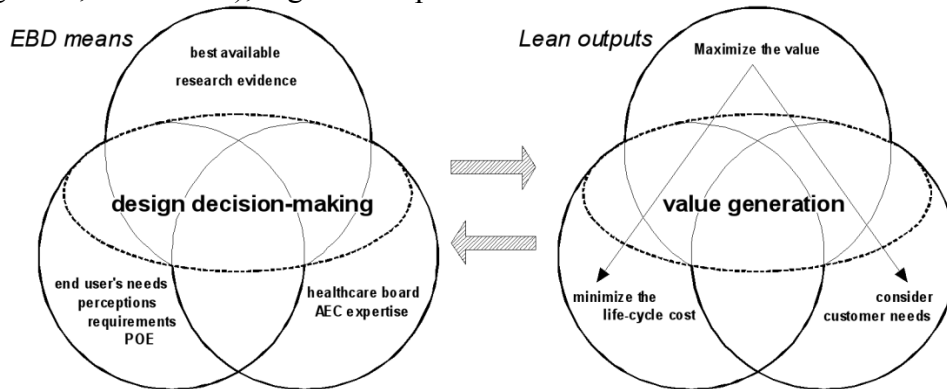 EBD means
best available
research evidence
design decision-making
end user's needs
perceptions
requirements
POE
healthcare board
AEC expertise
Lean outputs
Maximize the value
value generation
minimize the
life-cycle cost
consider
customer needs